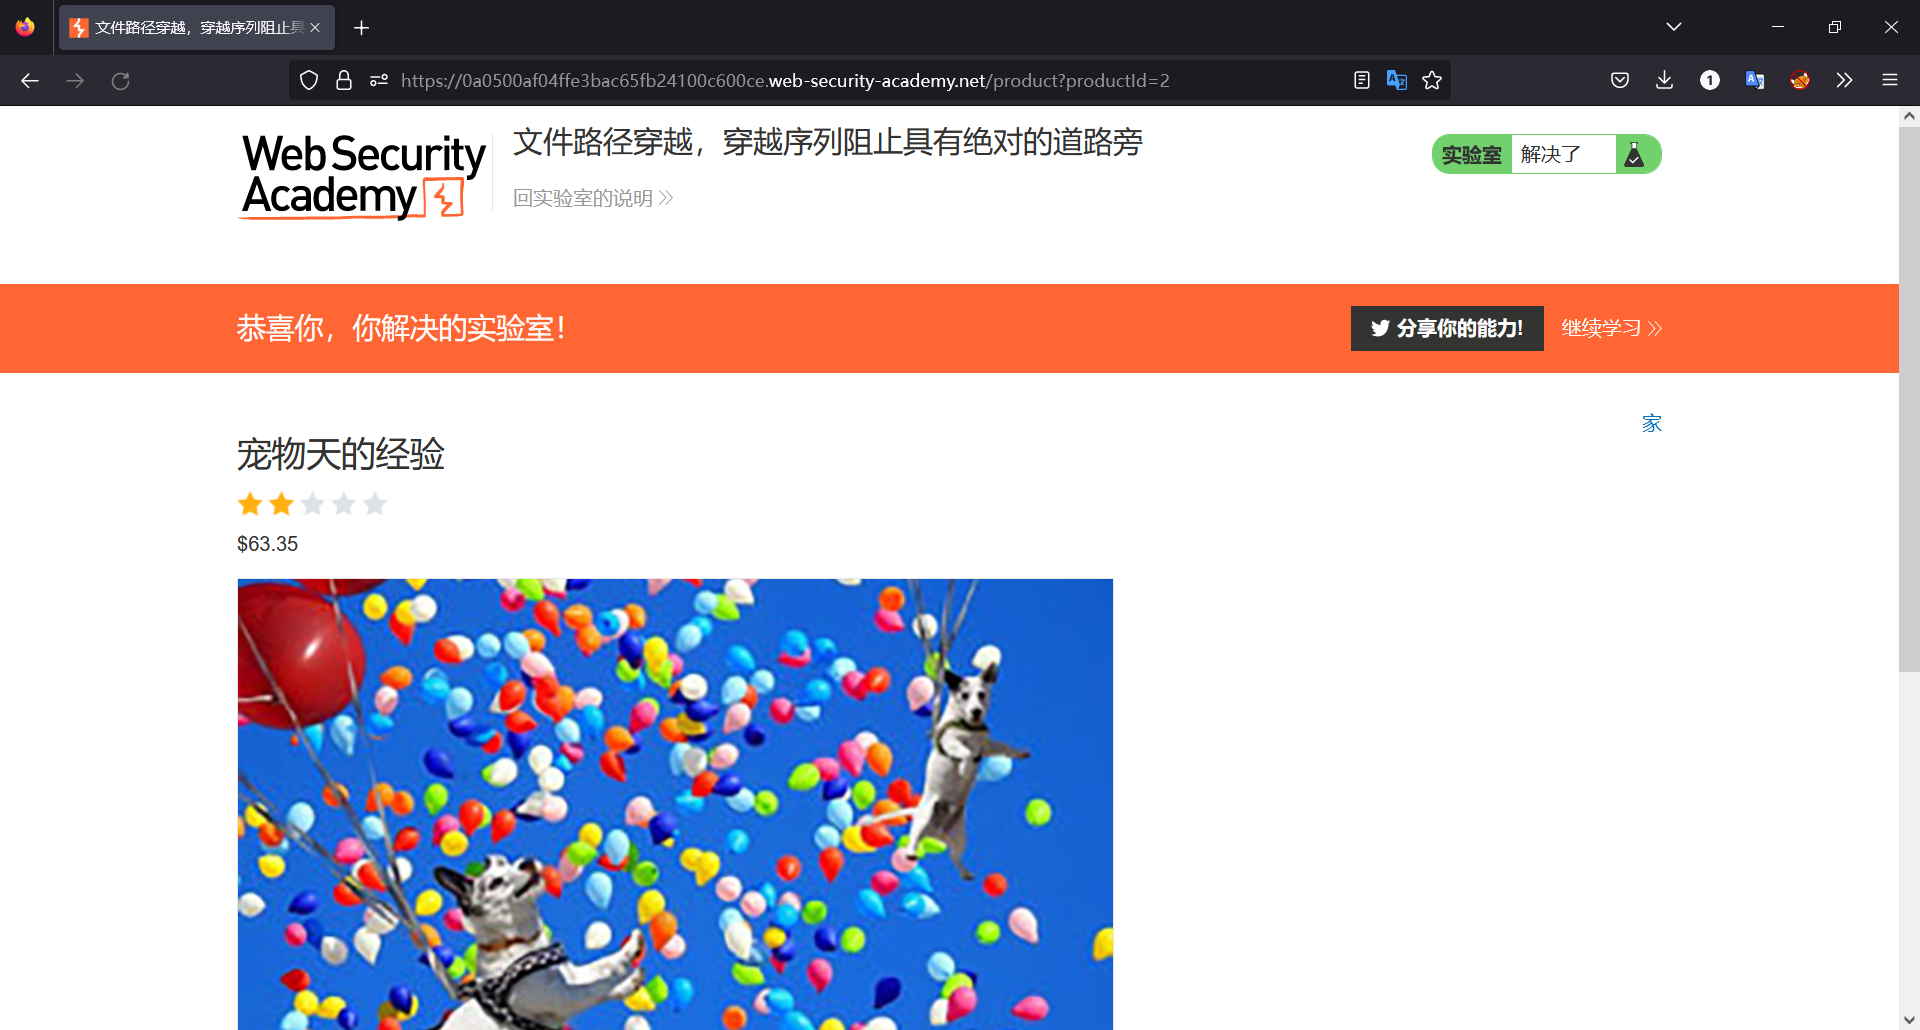 文件路径穿越，穿越序列阻止具
https://0a0500af04ffe3bac65fb24100c600ce.web-security-academy.net/product?productId=2
1
Web Security
Academy
文件路径穿越，穿越序列阻止具有绝对的道路旁
回实验室的说明
实验室 解决了
恭喜你，你解决的实验室！
分享你的能力!
继续学习
家
宠物天的经验
$63.35